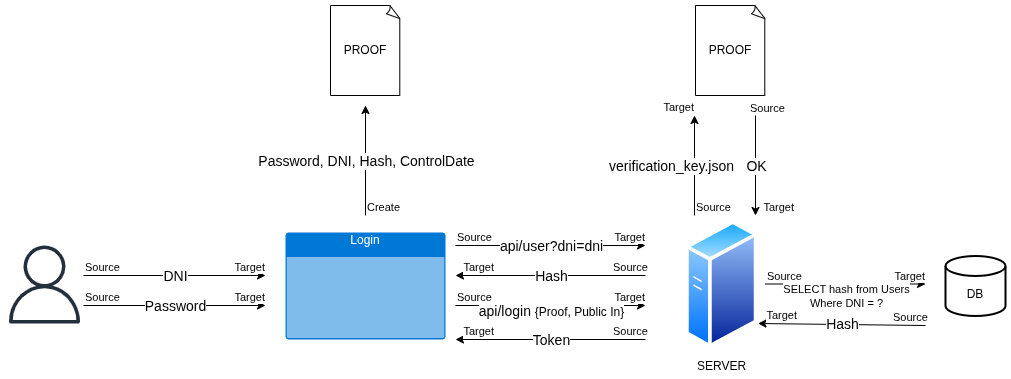 PROOF
PROOF
Target
Source
Password, DNI, Hash, ControlDate
verification_key.json
OK
Create
Source
Target
Login
Source
Target
api/user?dni=dni
Source
Target
DNI
Target
Source
Hash
Source
Target
SELECT hash from Users
Where DNI = ?
DB
Source
Target
Password
Source
Target
api/login {Proof, Public In}
Target
Source
Hash
Target
Source
Token
SERVER